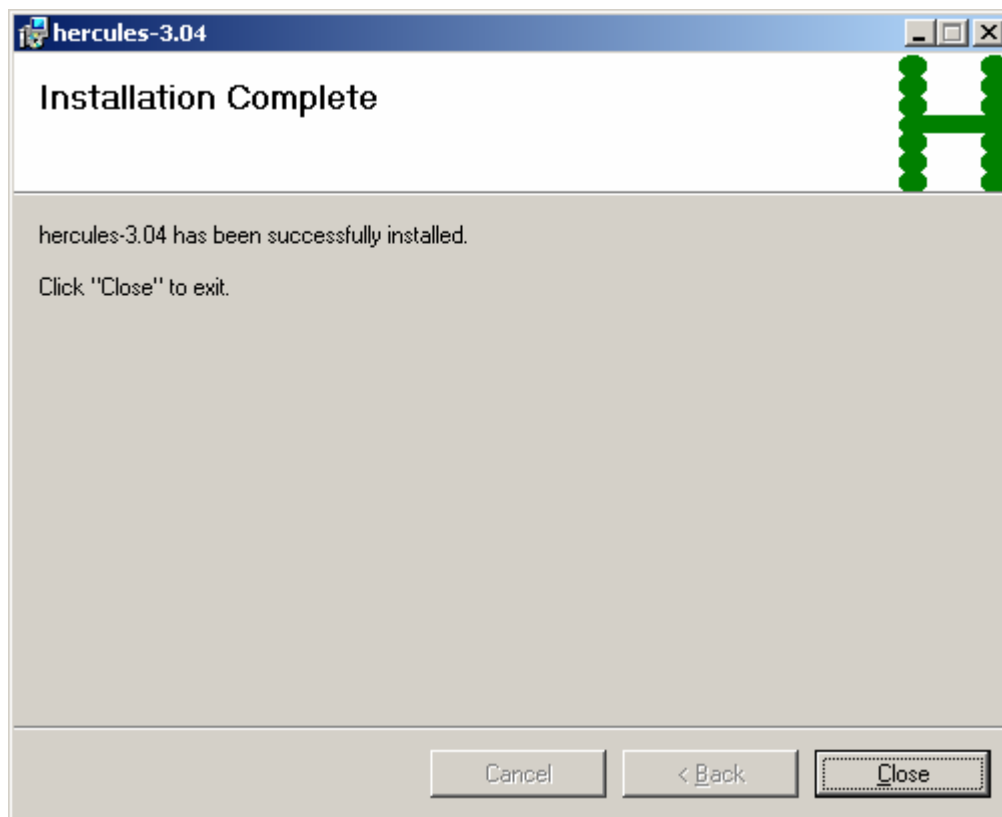 hercules-3.04
Installation Complete
H
hercules-3.04 has been successfully installed.
Click "Close" to exit.
Cancel
< Back
Close